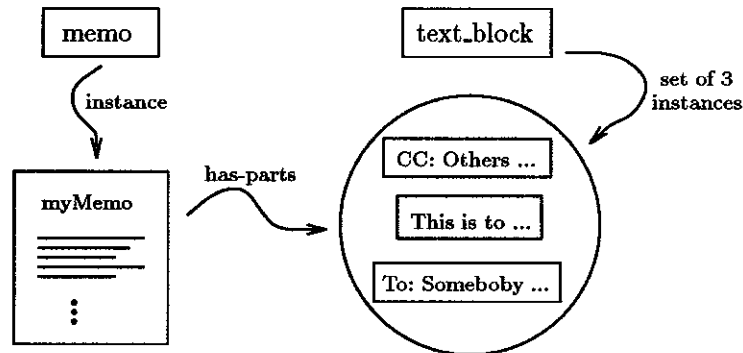 memo
text_block
instance
set of 3
instances
has-parts
myMemo
CC: Others ...
This is to ...
To: Someboby ...